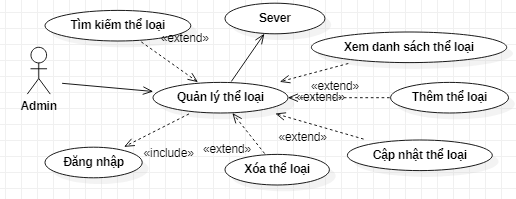 Tìm kiếm thể loại
Sever
«extend»
Xem danh sách thể loại
«extend»
Admin
Quản lý thể loại
«extend»
Thêm thể loại
«extend»
Đăng nhập
«include»
«extend»
Xóa thể loại
Cập nhật thể loại